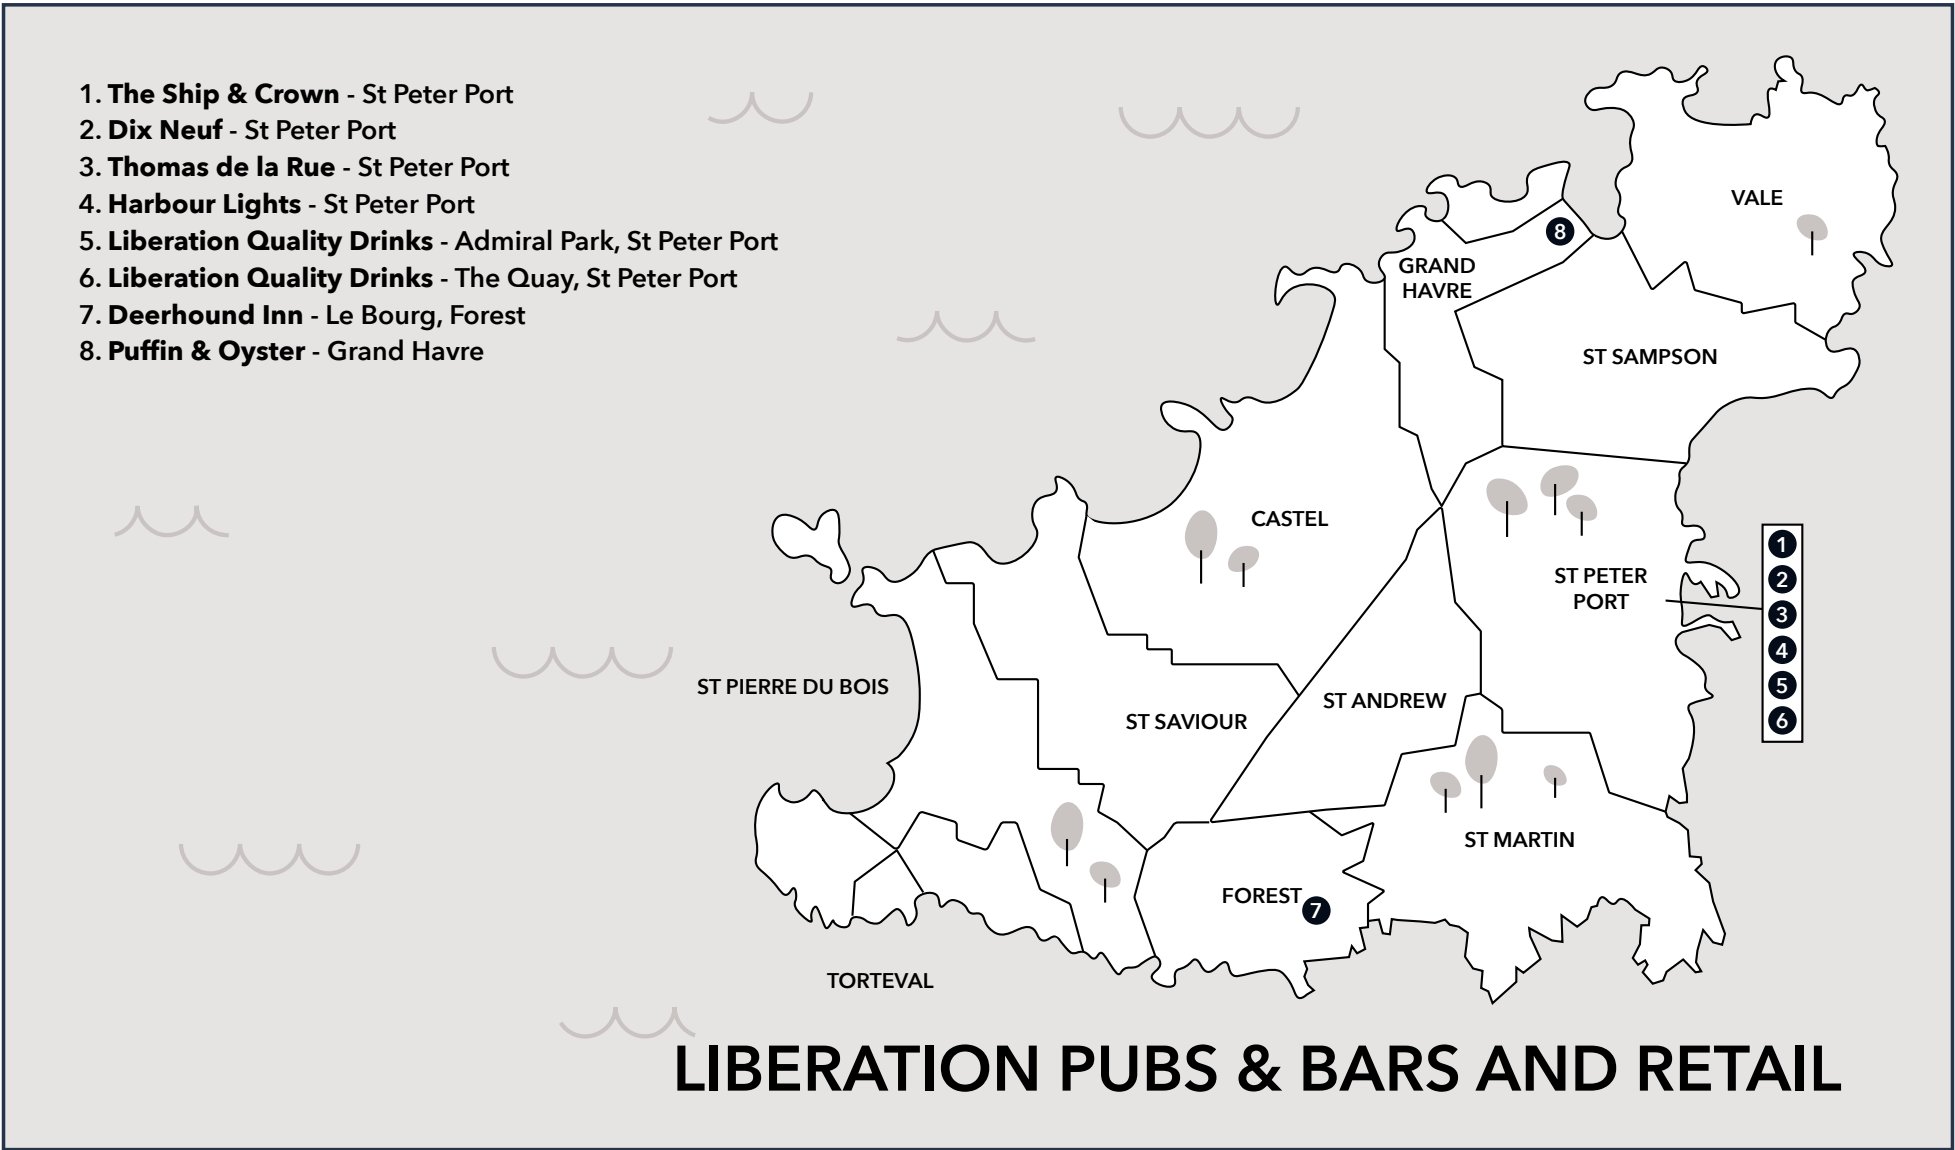 1. The Ship & Crown - St Peter Port
2. Dix Neuf - St Peter Port
3. Thomas de la Rue - St Peter Port
4. Harbour Lights - St Peter Port
5. Liberation Quality Drinks - Admiral Park, St Peter Port
6. Liberation Quality Drinks - The Quay, St Peter Port
7. Deerhound Inn - Le Bourg, Forest
8. Puffin & Oyster - Grand Havre
VALE
8
GRAND
HAVRE
ST SAMPSON
CASTEL
ST PETER
PORT
1
2
3
4
5
6
ST PIERRE DU BOIS
ST SAVIOUR
ST ANDREW
ST MARTIN
FOREST
7
TORTEVAL
LIBERATION PUBS & BARS AND RETAIL